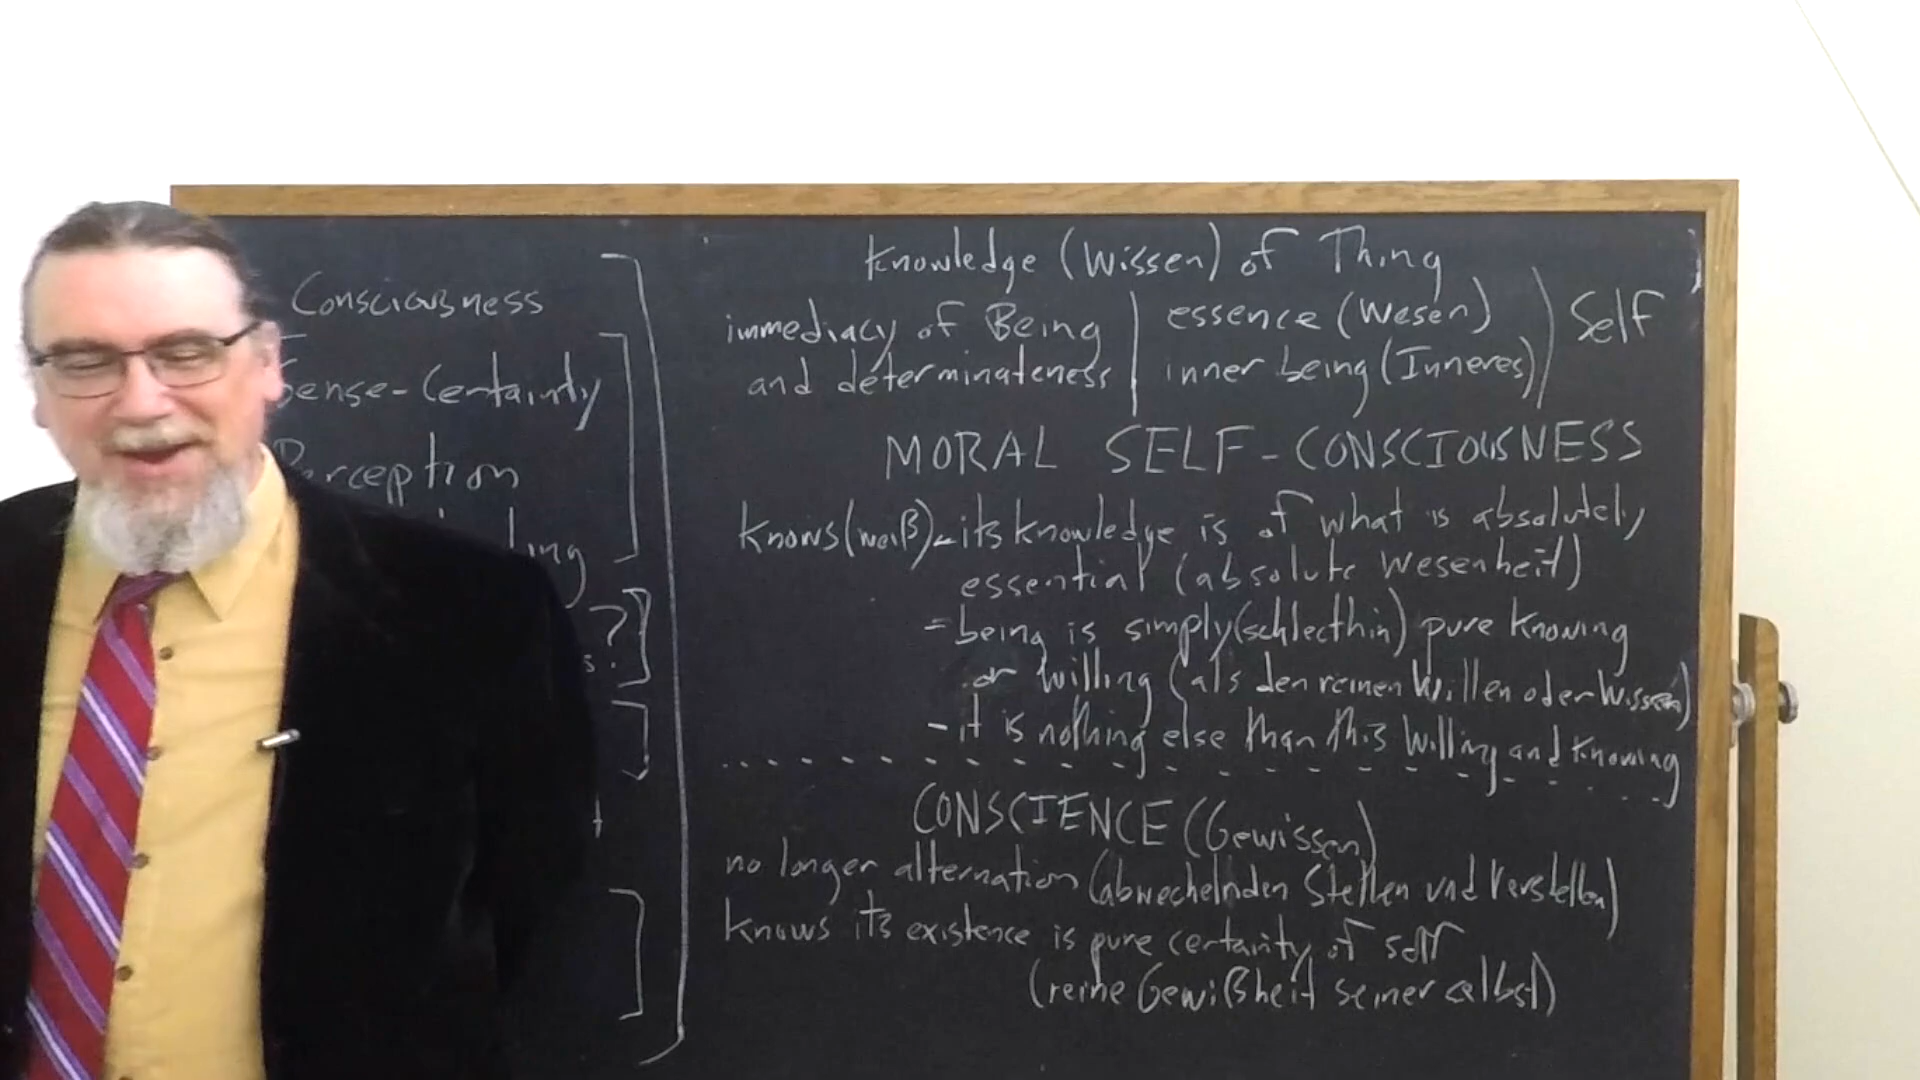 Consciousness
Sense-Certainty
Perception
ing
?
s?
Knowledge (Wissen) of Thing
immediacy of Being
and determinateness
essence (Wesen)
inner being (Inneres)
Self
MORAL SELF-CONSCIOUSNESS
knows (weiß) - its knowledge is of what is absolutely
essential (absolute Wesenheit)
= being is simply (schlecthin) pure knowing
or willing (als den reinen Willen oder Wissen)
- it is nothing else than this willing and knowing
CONSCIENCE (Gewissen)
no longer alternation (abwechelnden Stellen und Verstellen)
knows its existence is pure certainty of self
(reine Gewißheit seiner selbst)